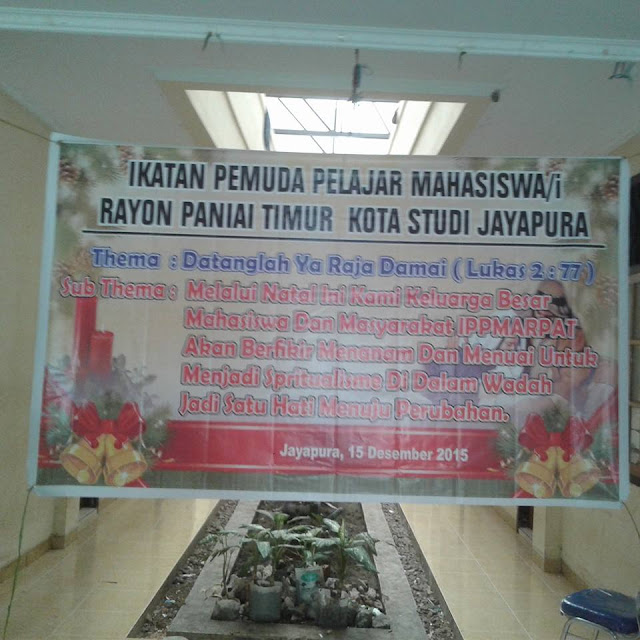 IKATAN PEMUDA PELAJAR MAHASISWA/i
RAYON PANIAI TIMUR KOTA STUDI JAYAPURA
Thema : Datanglah Ya Raja Damai ( Lukas 2 : 77 )
Sub Thema : Melalui Natal Ini Kami Keluarga Besar
Mahasiswa Dan Masyarakat IPPMARPAT
Akan Berfikir Menanam Dan Menuai Untuk
Menjadi Spritualisme Di Dalam Wadah
Jadi Satu Hati Menuju Perubahan.
Jayapura, 15 Desember 2015